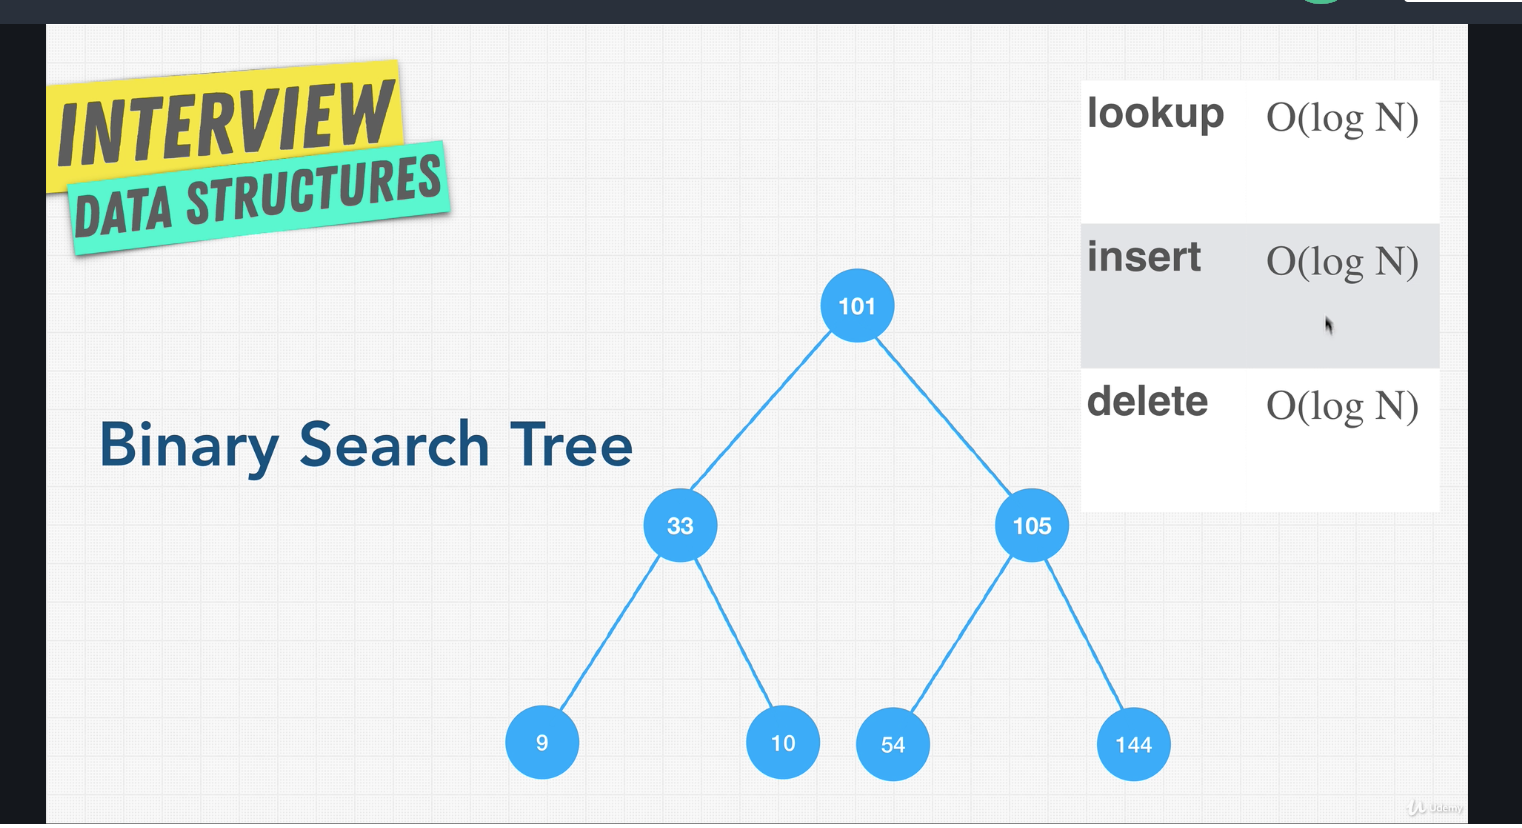 INTERVIEW
DATA STRUCTURES
lookup O(log N)
insert O(log N)
delete O(log N)
Binary Search Tree
101
33 105
9 10 54 144
Udemy